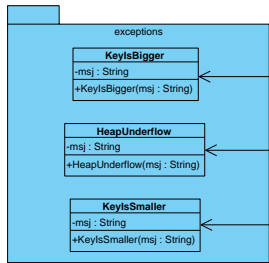 exceptions
KeyIsBigger
-msj : String
+KeyIsBigger(msj : String)
HeapUnderflow
-msj : String
+HeapUnderflow(msj : String)
KeyIsSmaller
-msj : String
+KeyIsSmaller(msj : String)